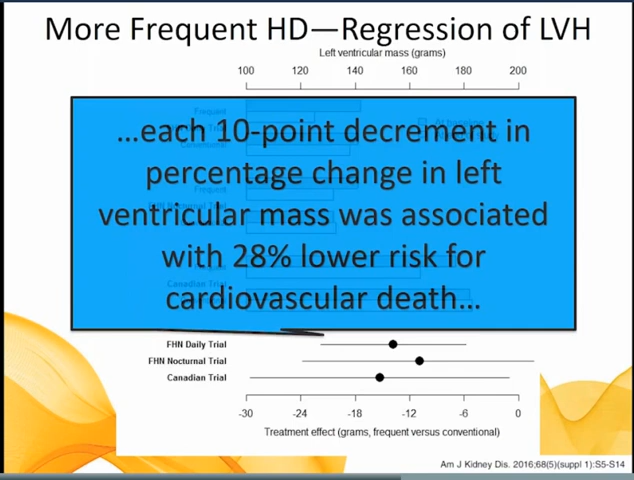 More Frequent HD—Regression of LVH
Left ventricular mass (grams)
100 120 140 160 180 200
...each 10-point decrement in
percentage change in left
ventricular mass was associated
with 28% lower risk for
cardiovascular death...
FHN Daily Trial
FHN Nocturnal Trial
Canadian Trial
-30 -24 -18 -12 -6 0
Treatment effect (grams, frequent versus conventional)
Am J Kidney Dis. 2016;68(5)(suppl 1):S5-S14